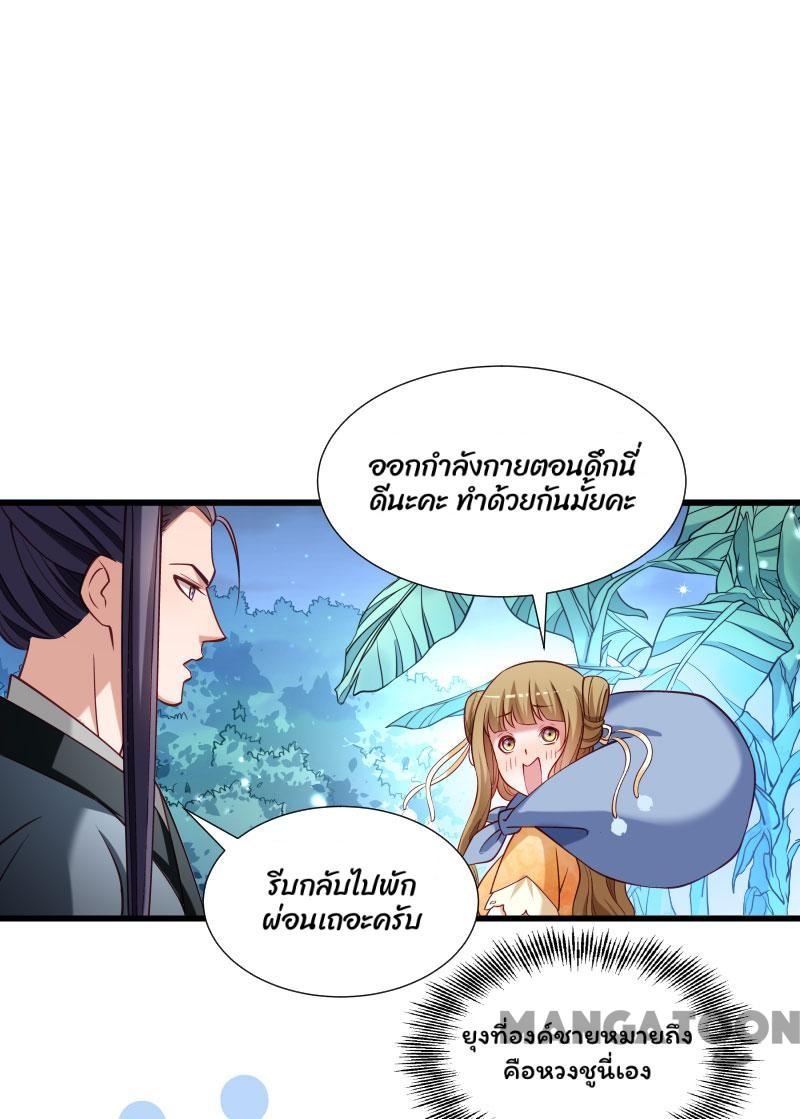 ออกกำลังกายตอนดึกนี่
ดีนะคะ ทำด้วยกันมั้ยคะ
รีบกลับไปพัก
ผ่อนเถอะครับ
MANGATOON
ยุงที่องค์ชายหมายถึง
คือหวงชูนี่เอง